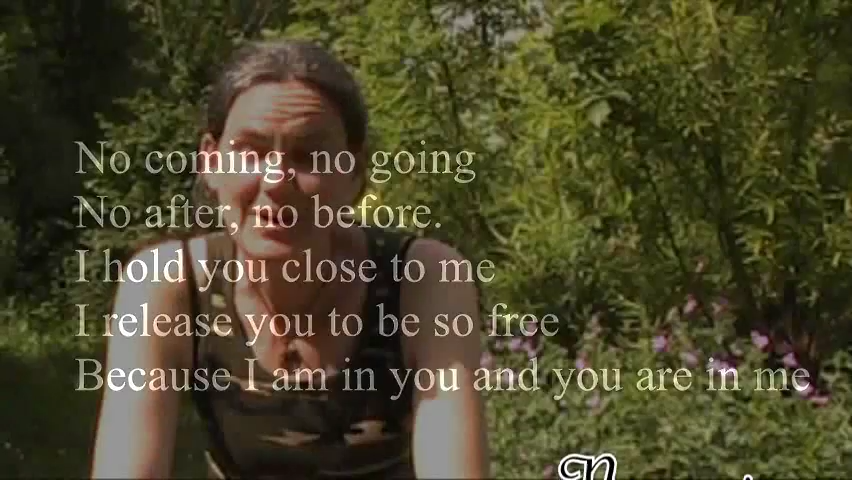 No coming, no going
No after, no before.
I hold you close to me
I release you to be so free
Because I am in you and you are in me